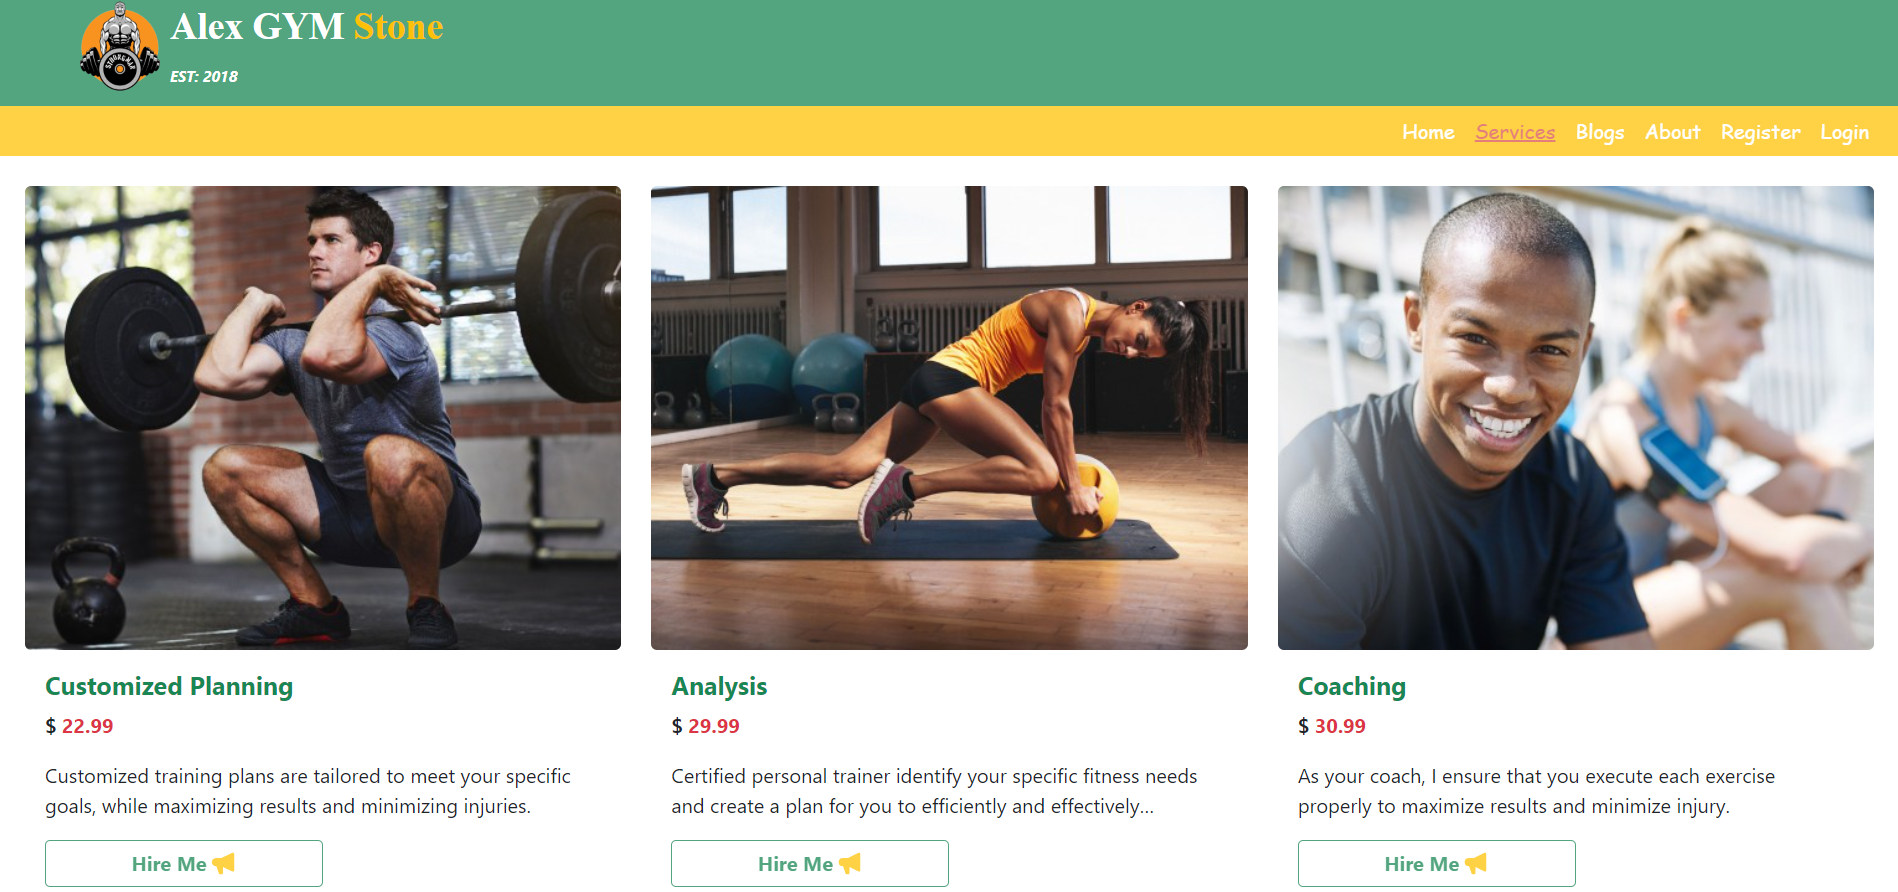 Alex GYM Stone
STRONGMAN
EST: 2018
Home Services Blogs About Register Login
Customized Planning
$ 22.99
Customized training plans are tailored to meet your specific
goals, while maximizing results and minimizing injuries.
Hire Me
Analysis
$ 29.99
Certified personal trainer identify your specific fitness needs
and create a plan for you to efficiently and effectively...
Hire Me
Coaching
$ 30.99
As your coach, I ensure that you execute each exercise
properly to maximize results and minimize injury.
Hire Me